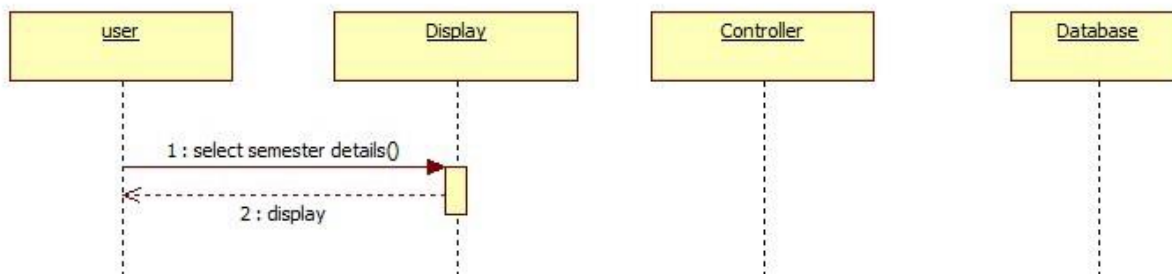 user
Display
Controller
Database
1 : select semester details()
2 : display